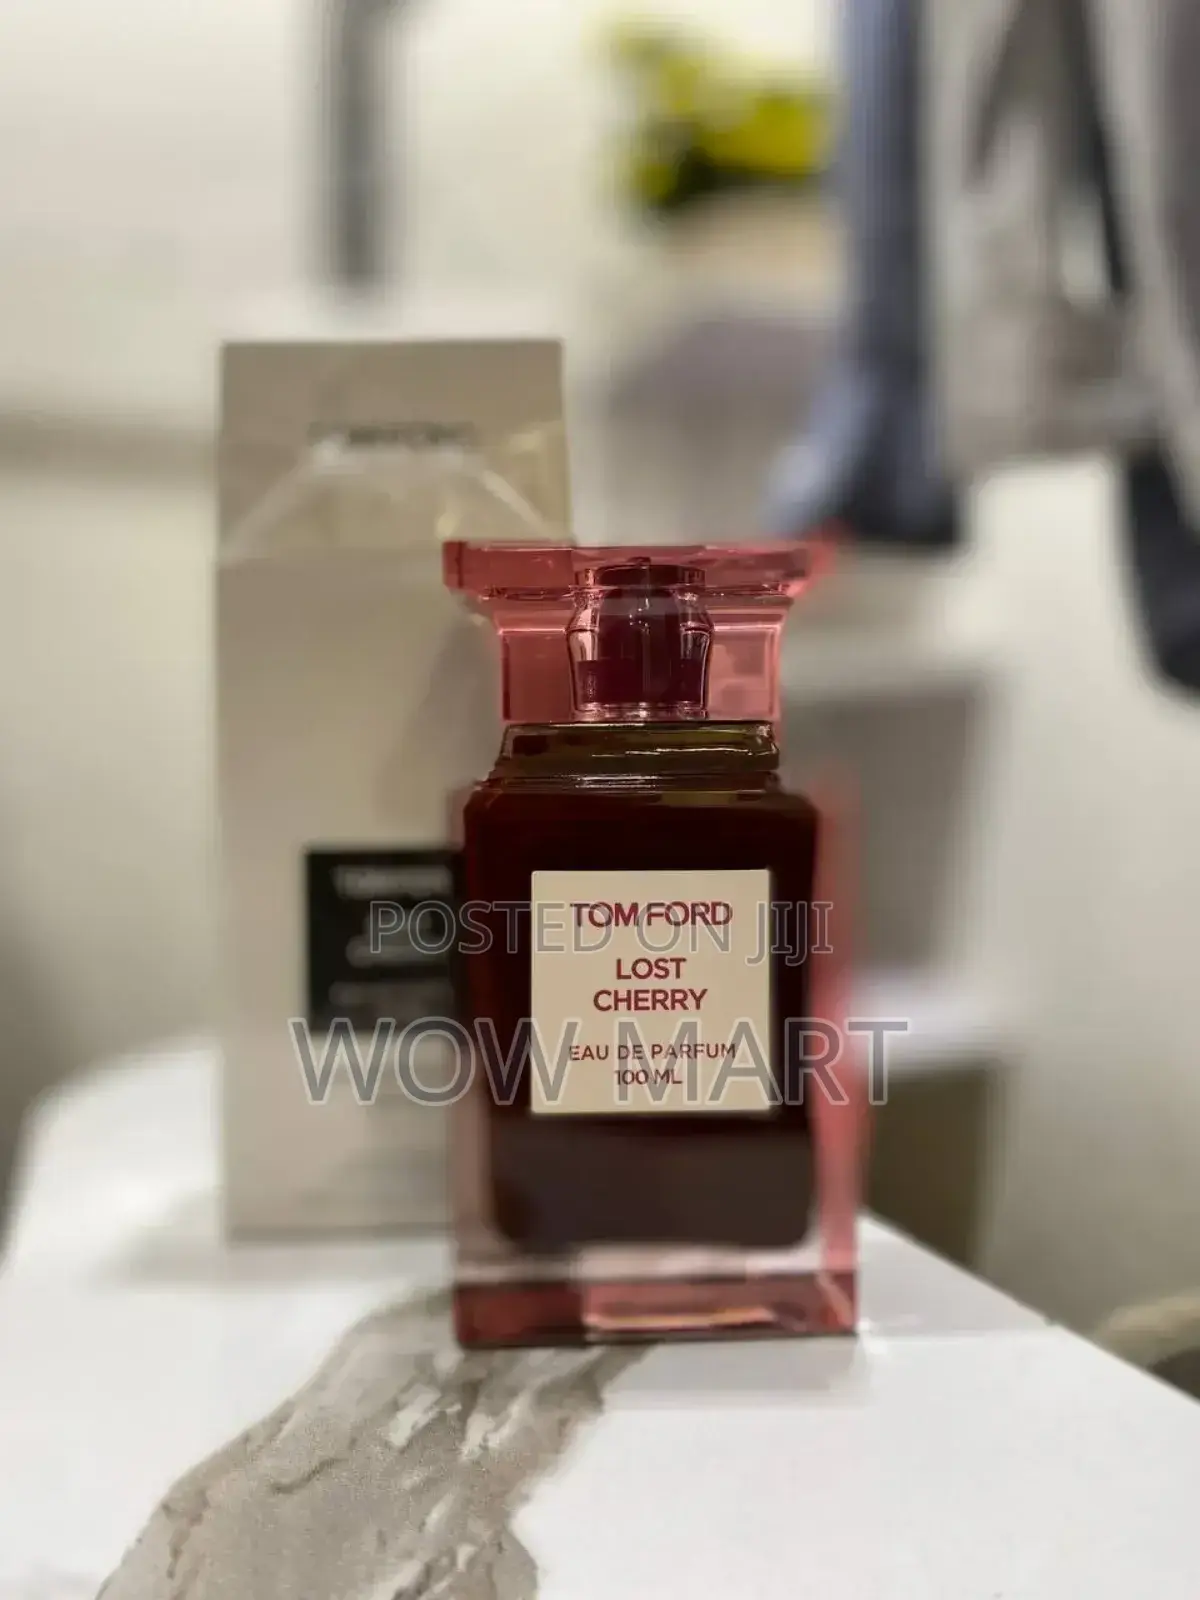 TOM FORD
LOST
CHERRY
EAU DE PARFUM
100 ML
POSTED ON JIJI
WOW MART